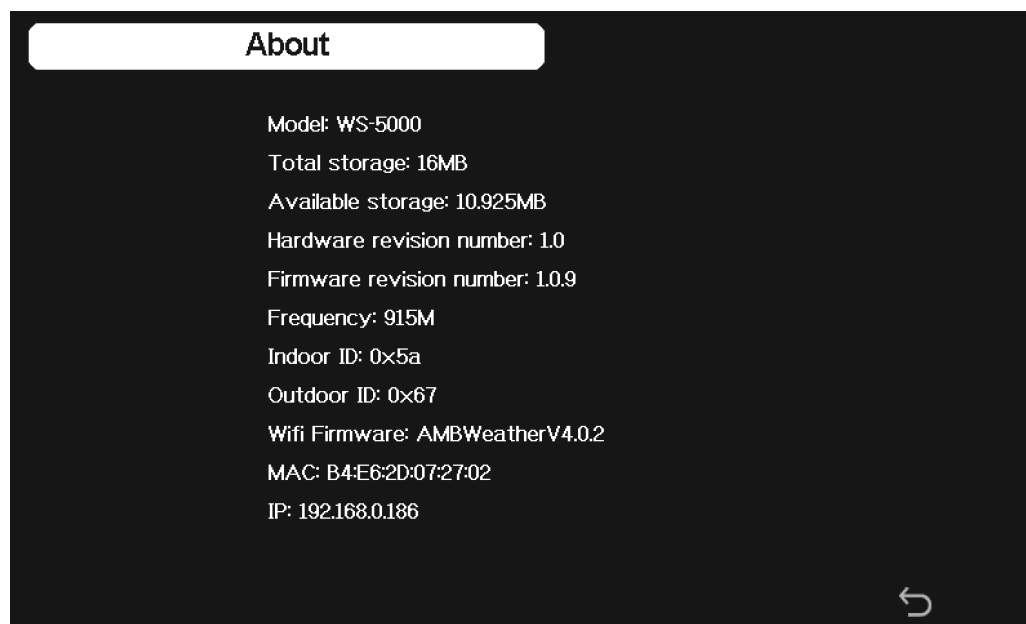 About
Model: WS-5000
Total storage: 16MB
Available storage: 10.925MB
Hardware revision number: 1.0
Firmware revision number: 1.0.9
Frequency: 915M
Indoor ID: 0x5a
Outdoor ID: 0x67
Wifi Firmware: AMBWeatherV4.0.2
MAC: B4:E6:2D:07:27:02
IP: 192.168.0.186